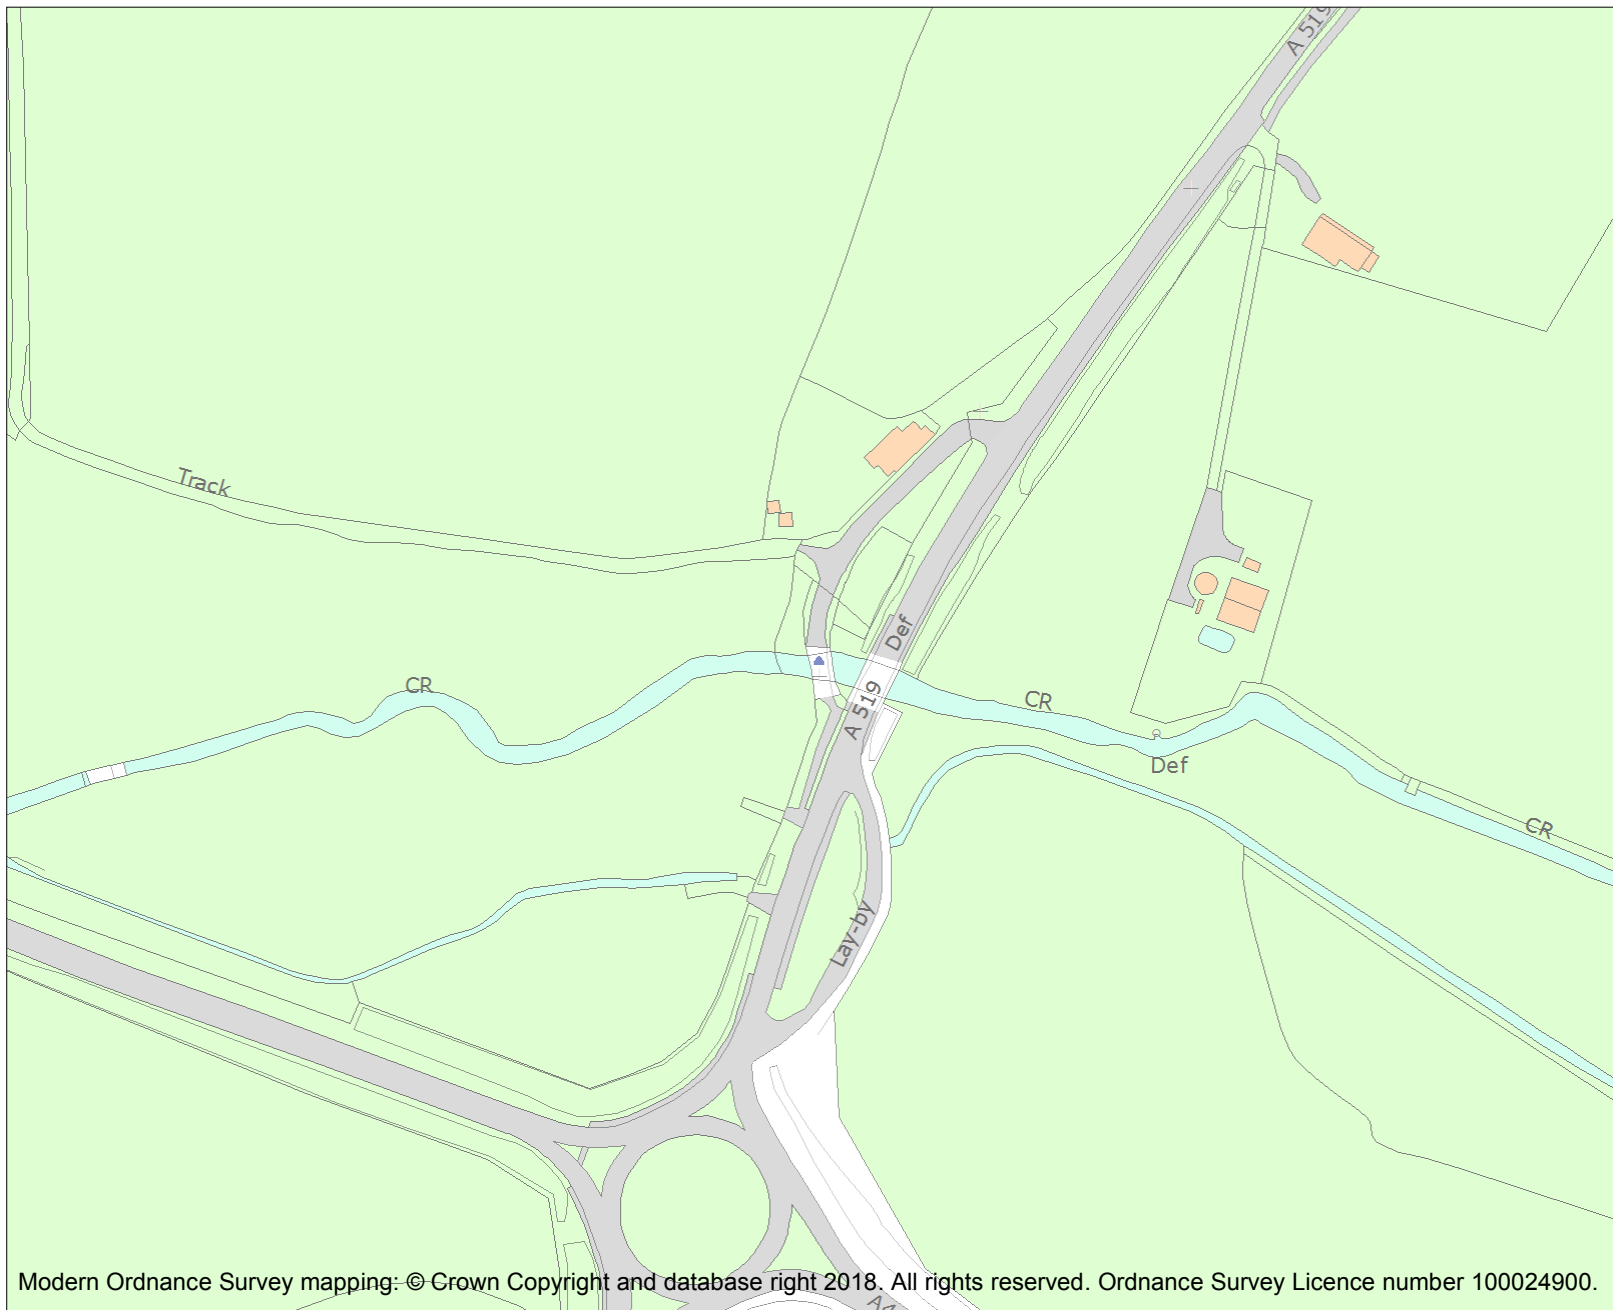 A 519
Track
Def
CR
A 519
CR
Def
CR
Lay-by
Modern Ordnance Survey mapping: © Crown Copyright and database right 2018. All rights reserved. Ordnance Survey Licence number 100024900.